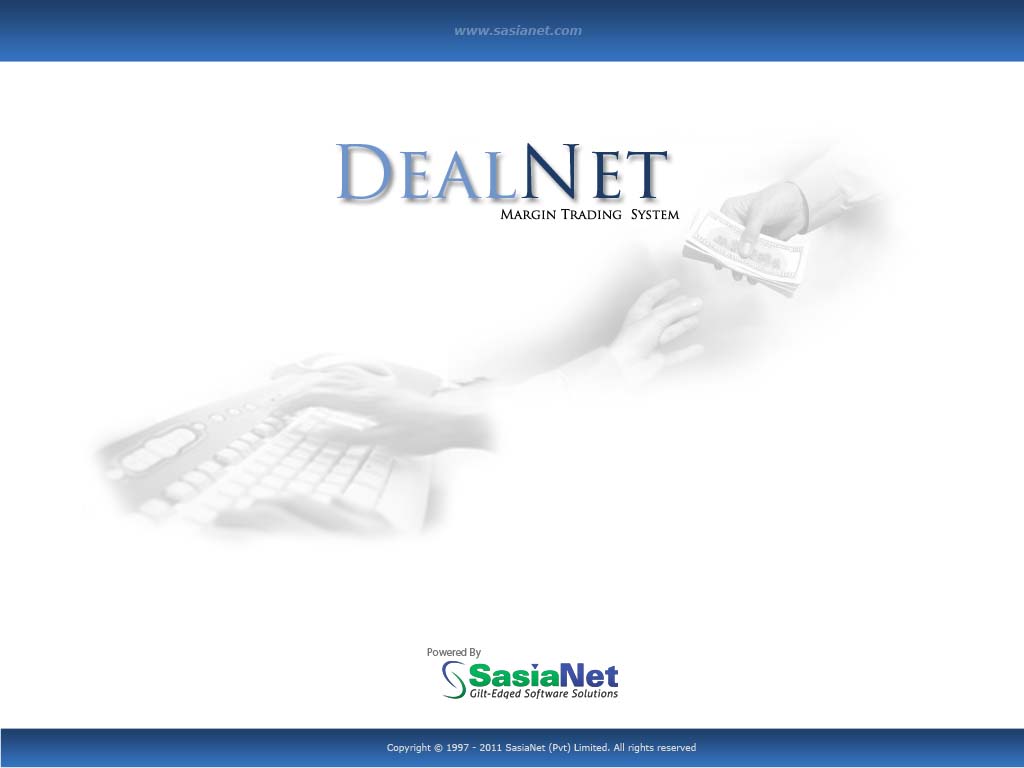 www.sasianet.com
DEALNET
MARGIN TRADING SYSTEM
Powered By
SasiaNet
Gilt-Edged Software Solutions
Copyright © 1997 - 2011 SasiaNet (Pvt) Limited. All rights reserved